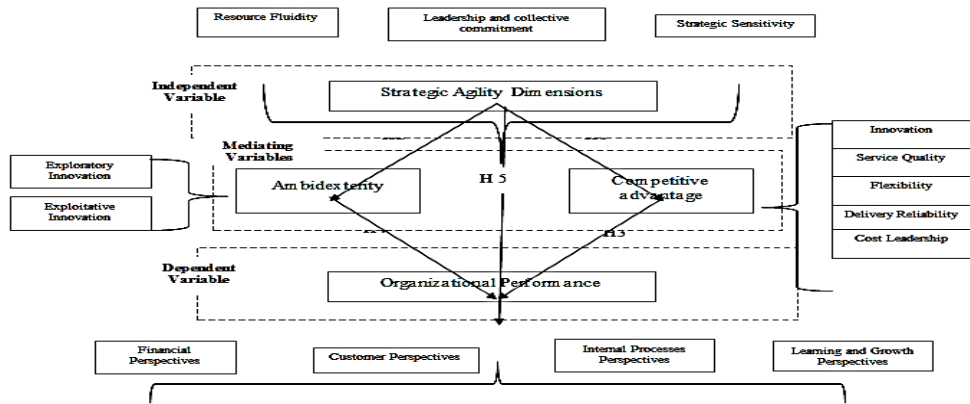 Resource Fluidity
Leadership and collective
commitment
Strategic Sensitivity
Independent
Variable
Strategic Agility Dimensions
Mediating
Variables
Innovation
Service Quality
Flexibility
Delivery Reliability
Cost Leadership
Exploratory
Innovation
Exploitative
Innovation
Ambidexterity
H 5
Competitive
advantage
H3
Dependent
Variable
Organizational Performance
Financial
Perspectives
Customer Perspectives
Internal Processes
Perspectives
Learning and Growth
Perspectives